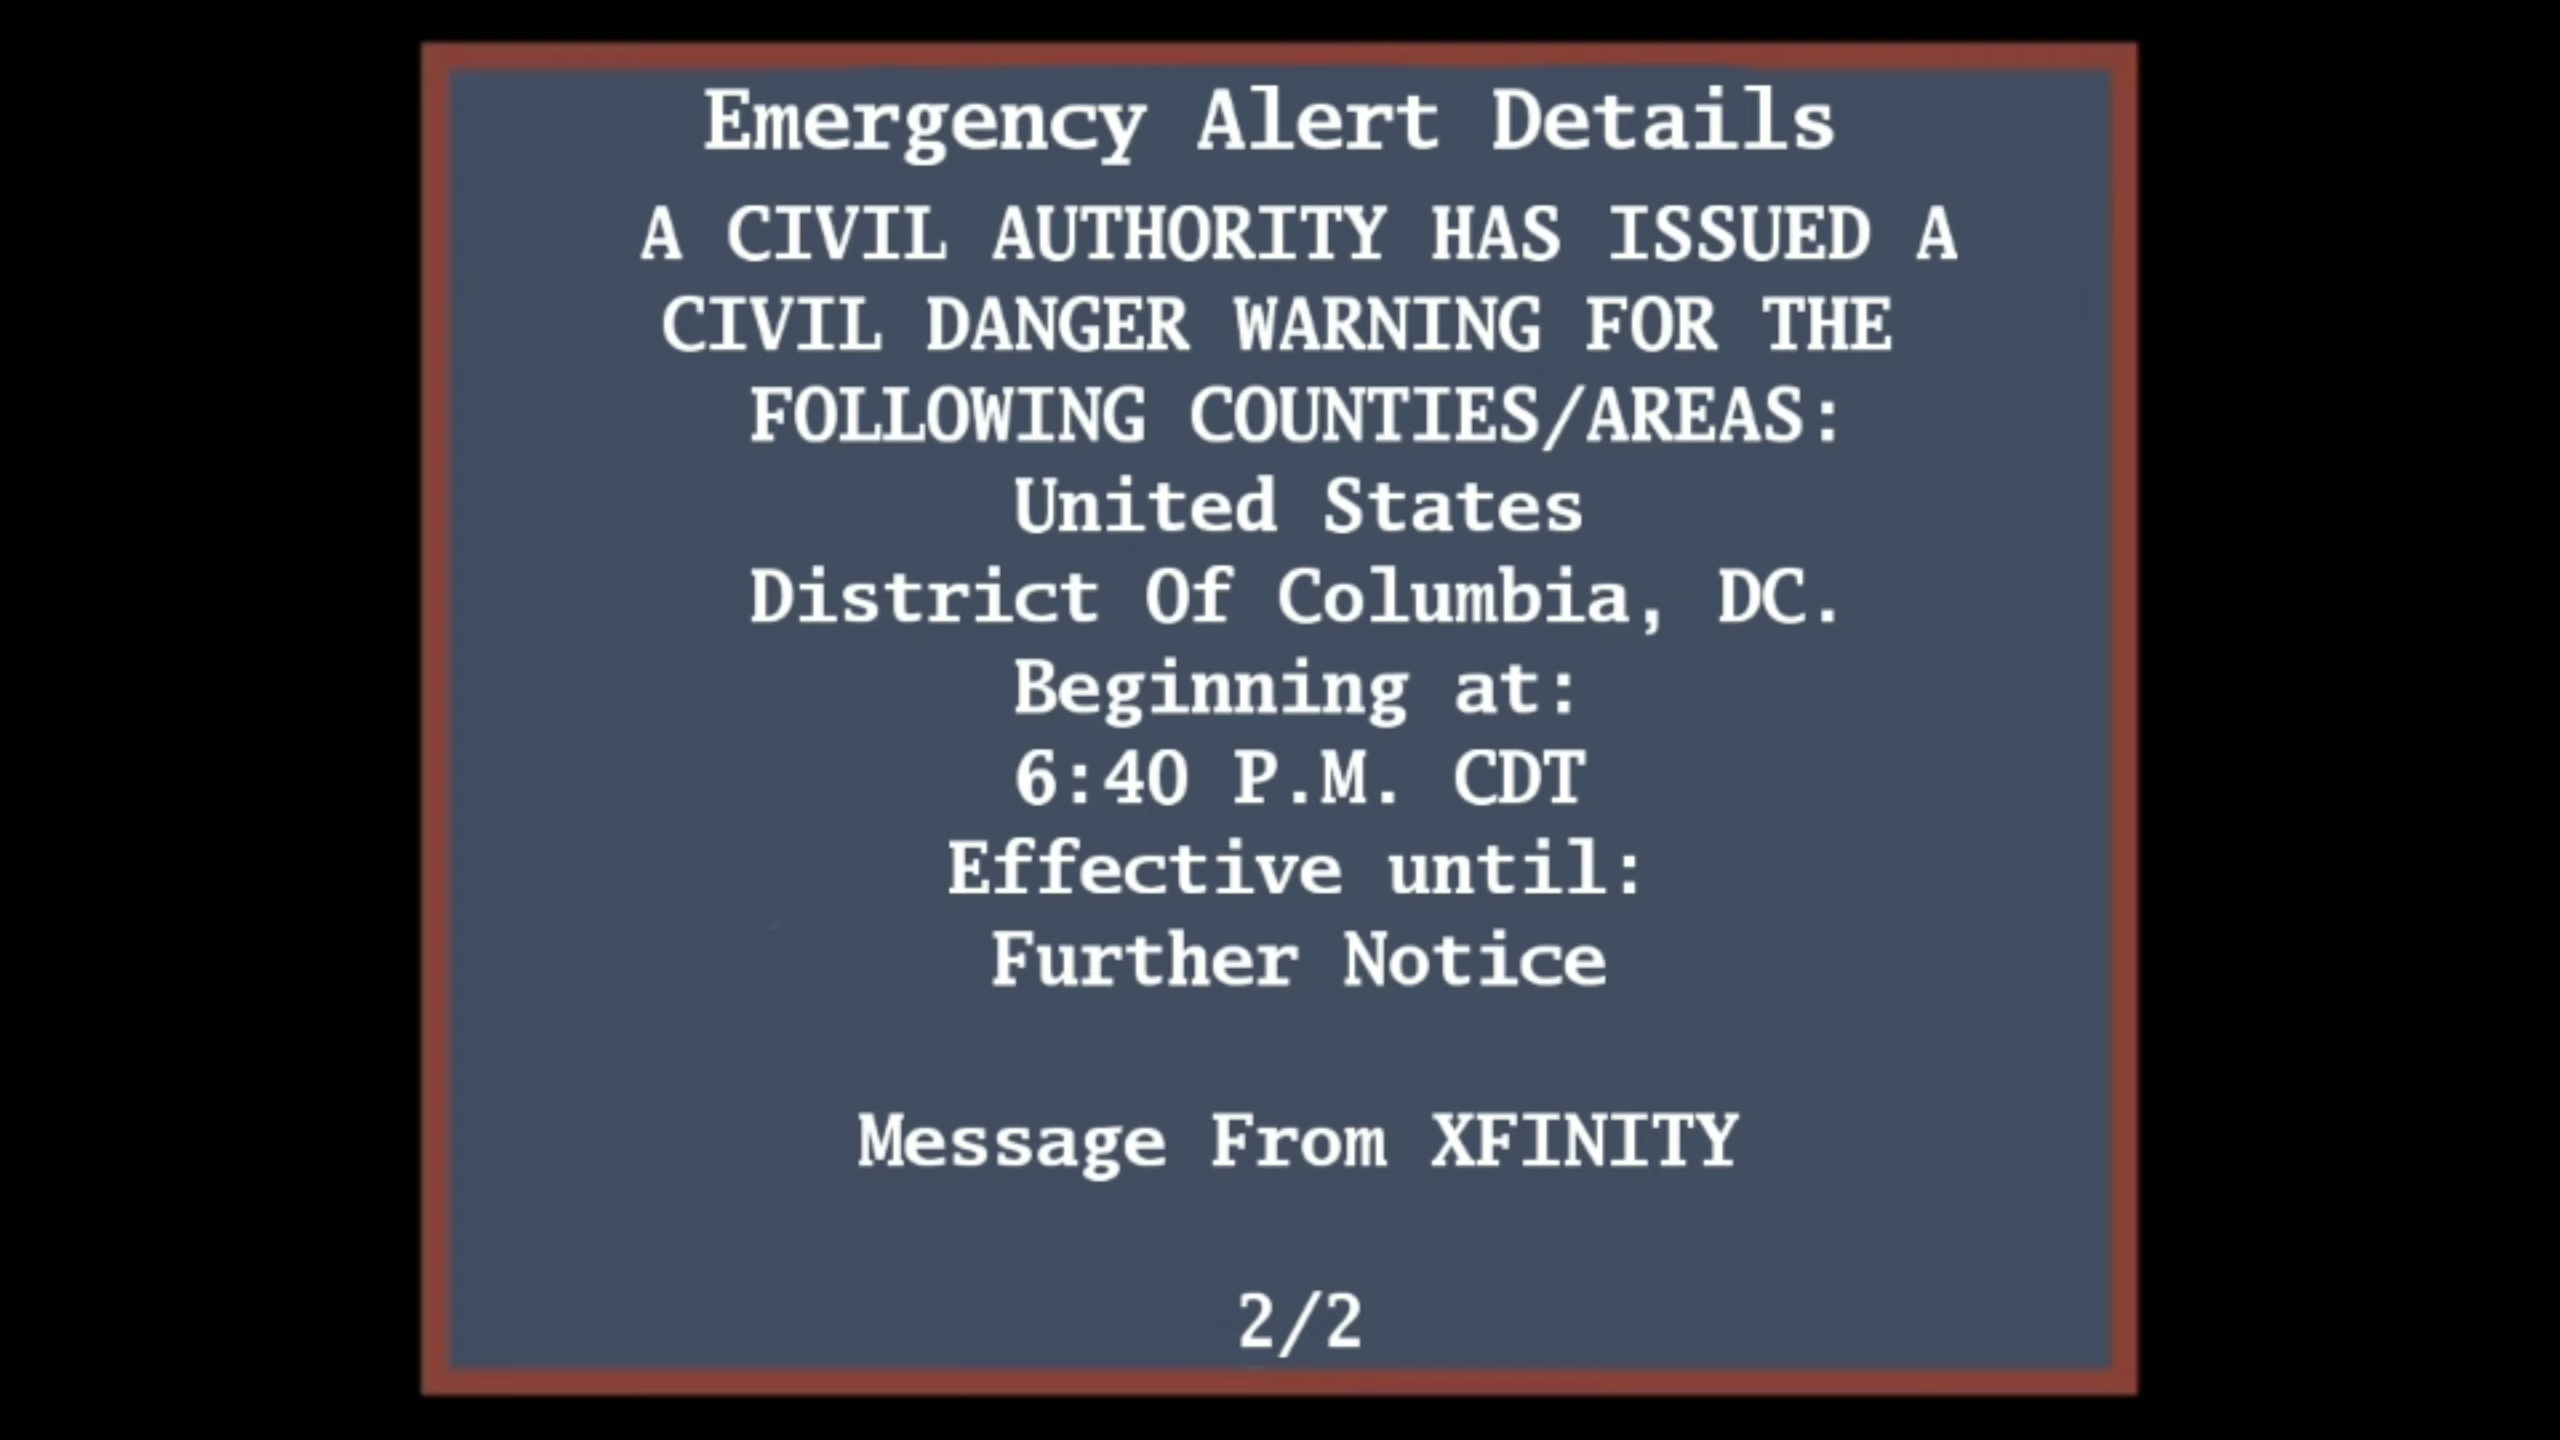 Emergency Alert Details
A CIVIL AUTHORITY HAS ISSUED A
CIVIL DANGER WARNING FOR THE
FOLLOWING COUNTIES/AREAS:
United States
District Of Columbia, DC.
Beginning at:
6:40 P.M. CDT
Effective until:
Further Notice
Message From XFINITY
2/2